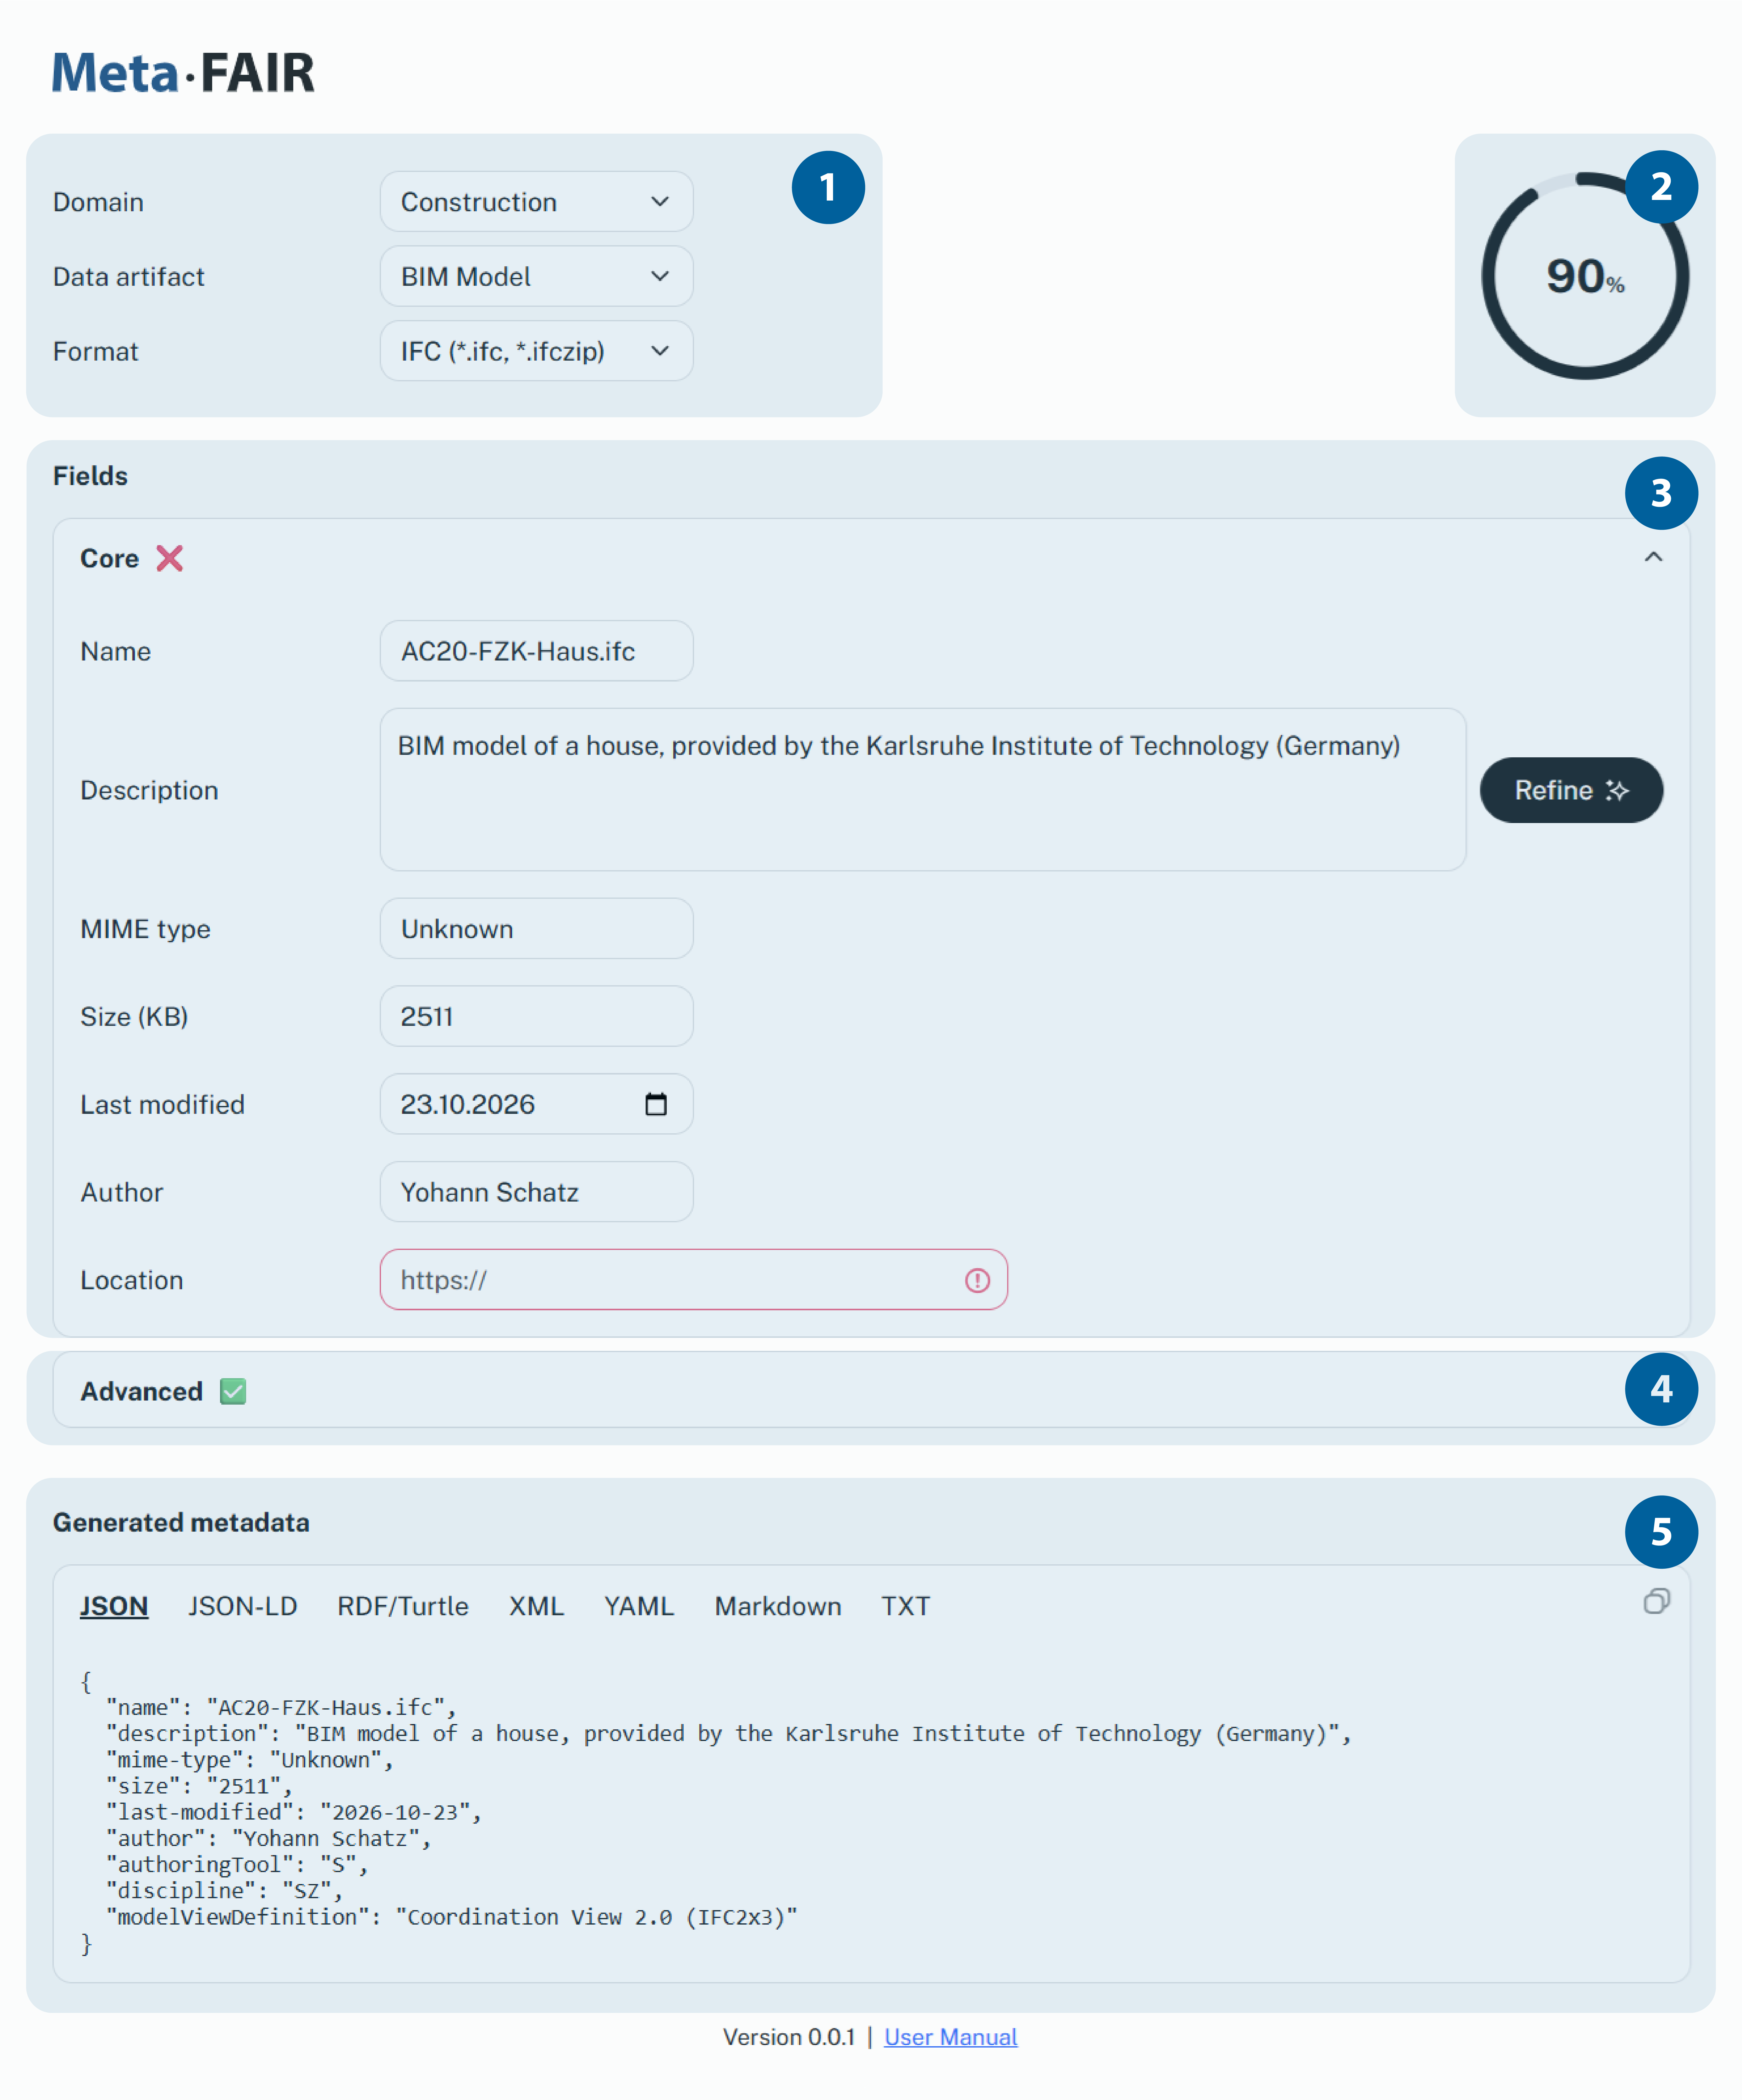 Meta·FAIR
Domain Construction 1
Data artifact BIM Model
Format IFC (*.ifc, *.ifczip)
2
90%
Fields 3
Core ❌
Name AC20-FZK-Haus.ifc
Description BIM model of a house, provided by the Karlsruhe Institute of Technology (Germany) Refine
MIME type Unknown
Size (KB) 2511
Last modified 23.10.2026
Author Yohann Schatz
Location https://
Advanced ✅ 4
Generated metadata 5
JSON JSON-LD RDF/Turtle XML YAML Markdown TXT
{
"name": "AC20-FZK-Haus.ifc",
"description": "BIM model of a house, provided by the Karlsruhe Institute of Technology (Germany)",
"mime-type": "Unknown",
"size": "2511",
"last-modified": "2026-10-23",
"author": "Yohann Schatz",
"authoringTool": "S",
"discipline": "SZ",
"modelViewDefinition": "Coordination View 2.0 (IFC2x3)"
}
Version 0.0.1 | User Manual